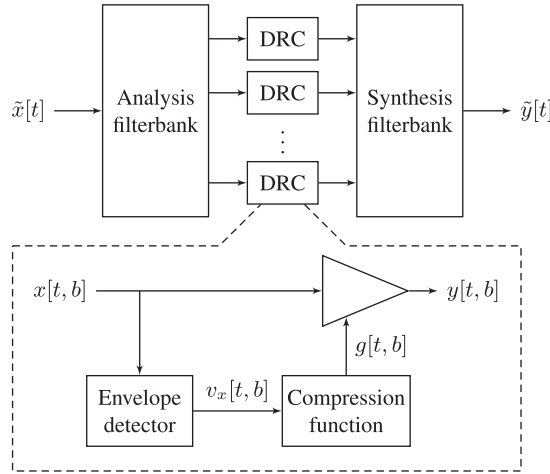 DRC
x̃[t]
Analysis
filterbank
DRC
Synthesis
filterbank
ỹ[t]
⋮
DRC
x[t, b]
y[t, b]
g[t, b]
Envelope
detector
v_x[t, b]
Compression
function